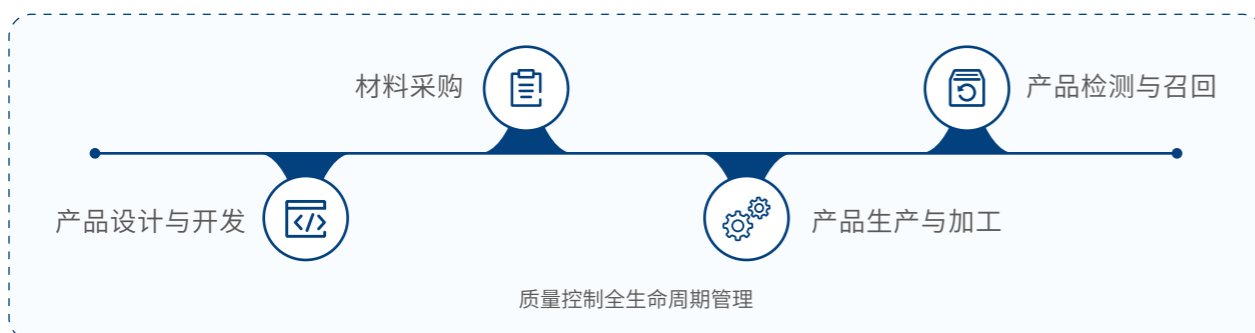 材料采购
产品检测与召回
产品设计与开发
产品生产与加工
质量控制全生命周期管理